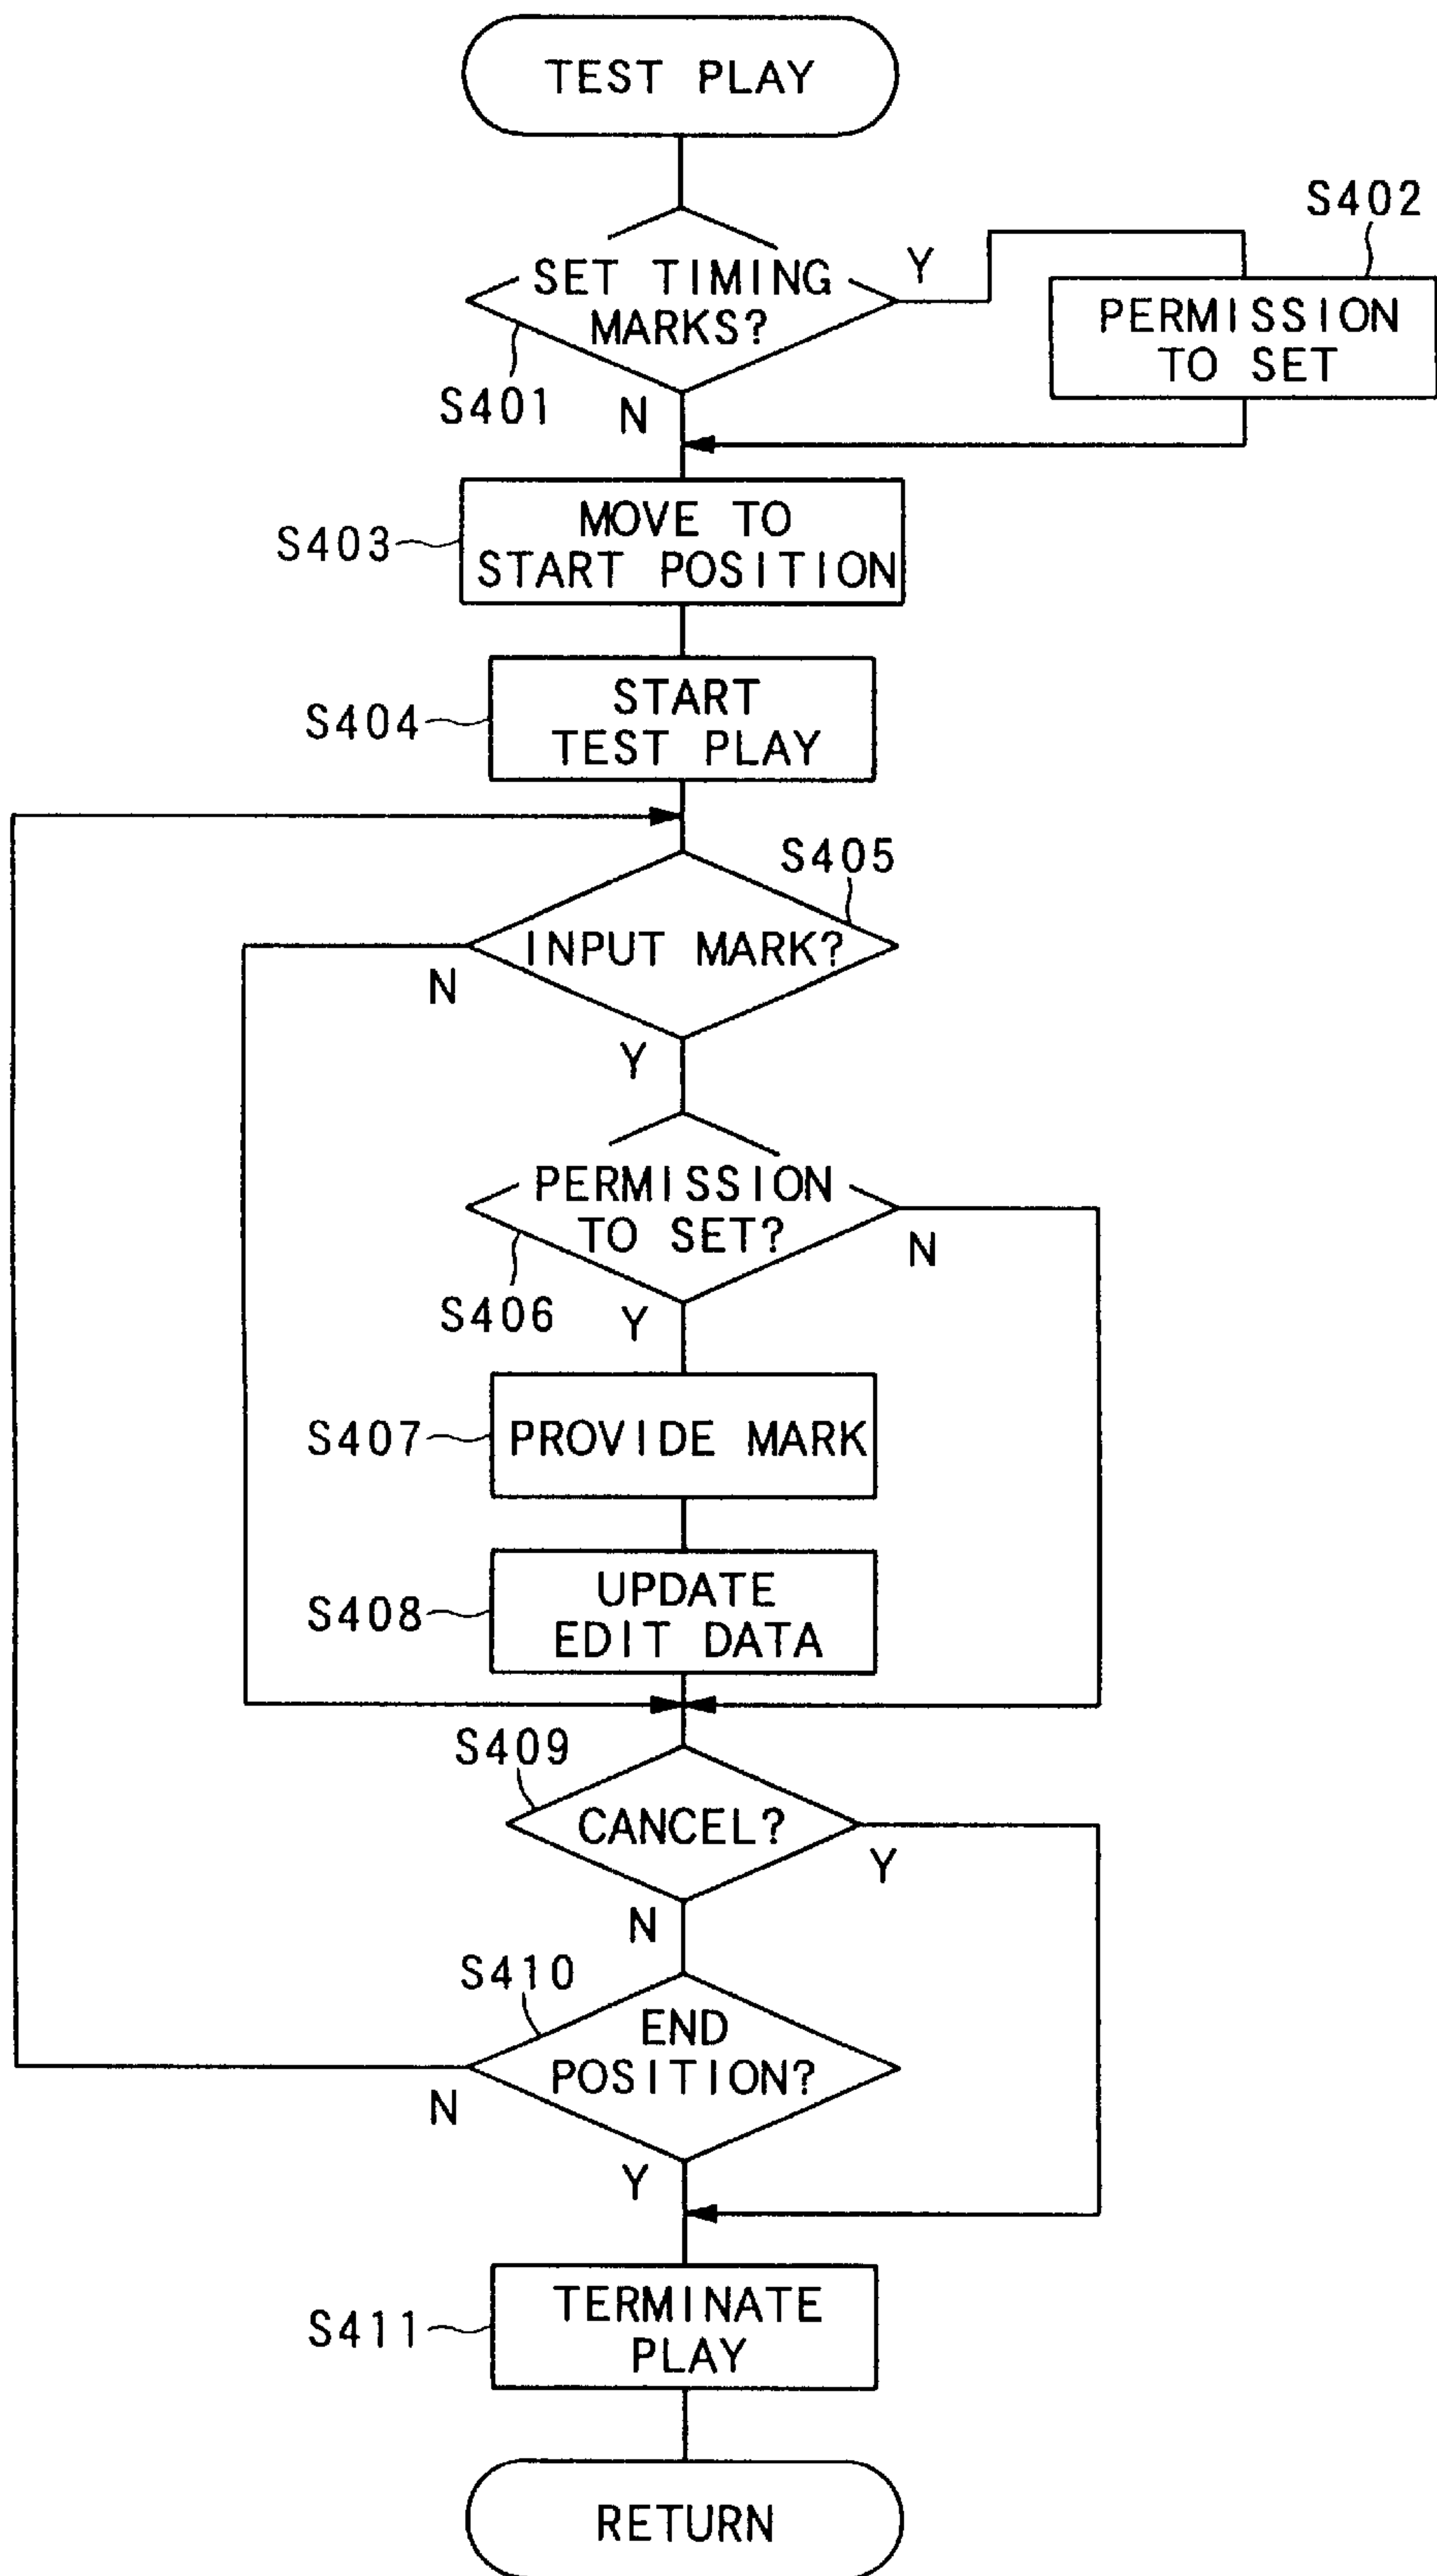 TEST PLAY
S402
Y
SET TIMING
MARKS?
PERMISSION
TO SET
S401
N
MOVE TO
START POSITION
S403
START
TEST PLAY
S404
S405
INPUT MARK?
N
Y
PERMISSION
TO SET?
N
S406
Y
S407
PROVIDE MARK
UPDATE
EDIT DATA
S408
S409
CANCEL?
Y
N
S410
END
POSITION?
N
Y
TERMINATE
PLAY
S411
RETURN